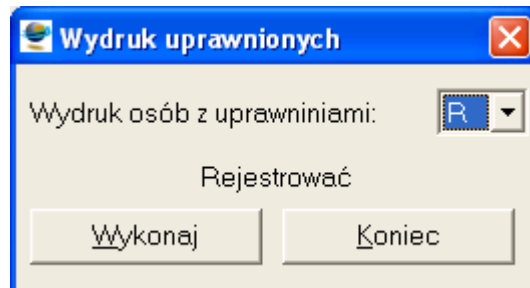 Wydruk uprawnionych
Wydruk osób z uprawniniami: R
Rejestrować
Wykonaj Koniec